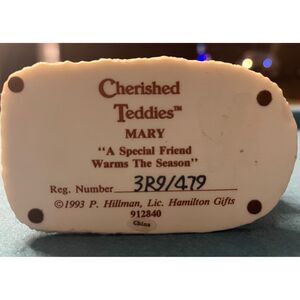 Cherished
Teddies™
MARY
"A Special Friend
Warms The Season"
Reg. Number 3R9/479
©1993 P. Hillman, Lic. Hamilton Gifts
912840
China